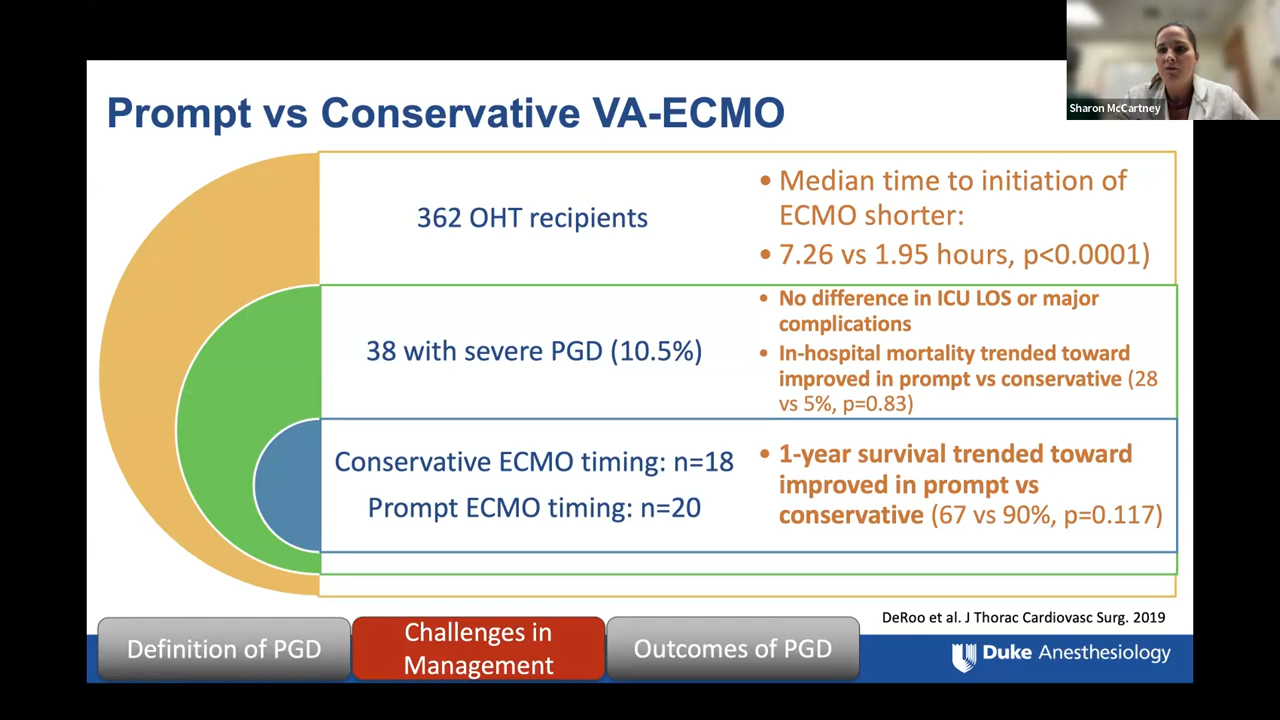 Sharon McCartney
Prompt vs Conservative VA-ECMO
362 OHT recipients
• Median time to initiation of
ECMO shorter:
• 7.26 vs 1.95 hours, p<0.0001)
38 with severe PGD (10.5%)
• No difference in ICU LOS or major
complications
• In-hospital mortality trended toward
improved in prompt vs conservative (28
vs 5%, p=0.83)
Conservative ECMO timing: n=18
Prompt ECMO timing: n=20
• 1-year survival trended toward
improved in prompt vs
conservative (67 vs 90%, p=0.117)
DeRoo et al. J Thorac Cardiovasc Surg. 2019
Definition of PGD
Challenges in
Management
Outcomes of PGD
Duke Anesthesiology